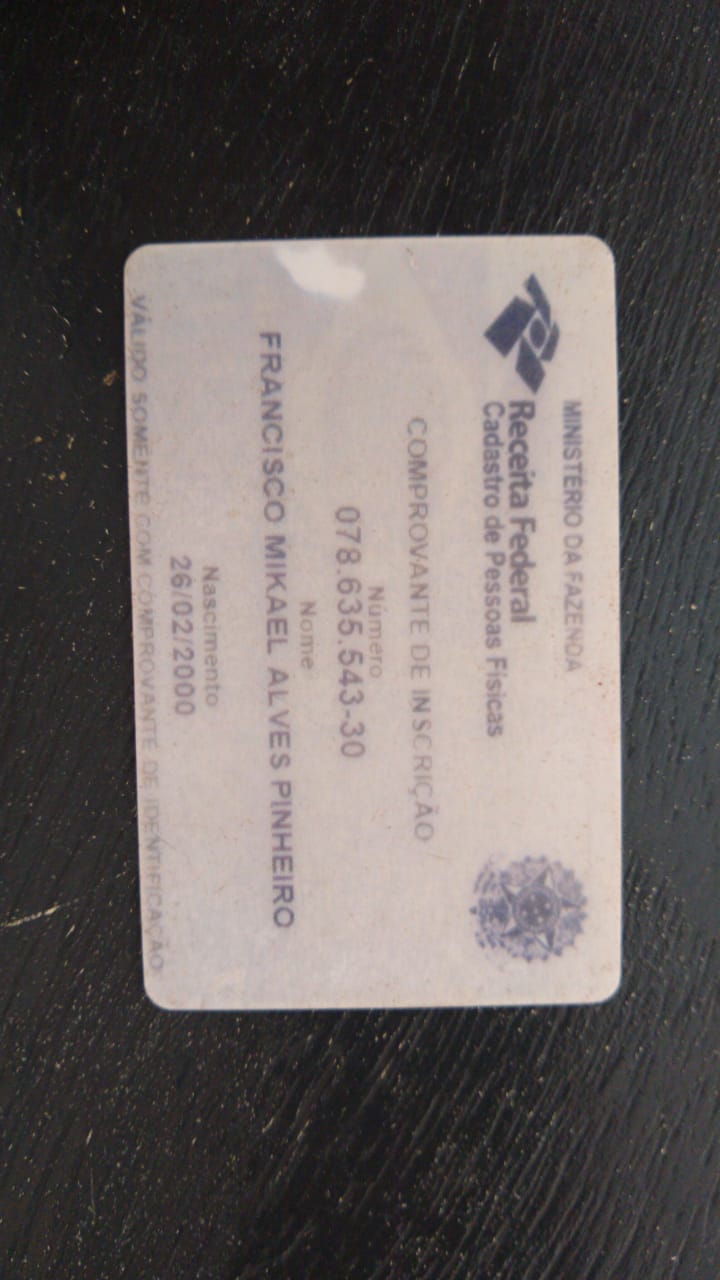 MINISTÉRIO DA FAZENDA
Receita Federal
Cadastro de Pessoas Físicas
COMPROVANTE DE INSCRIÇÃO
Número
078.635.543-30
Nome
FRANCISCO MIKAEL ALVES PINHEIRO
Nascimento
26/02/2000
VÁLIDO SOMENTE COM COMPROVANTE DE IDENTIFICAÇÃO